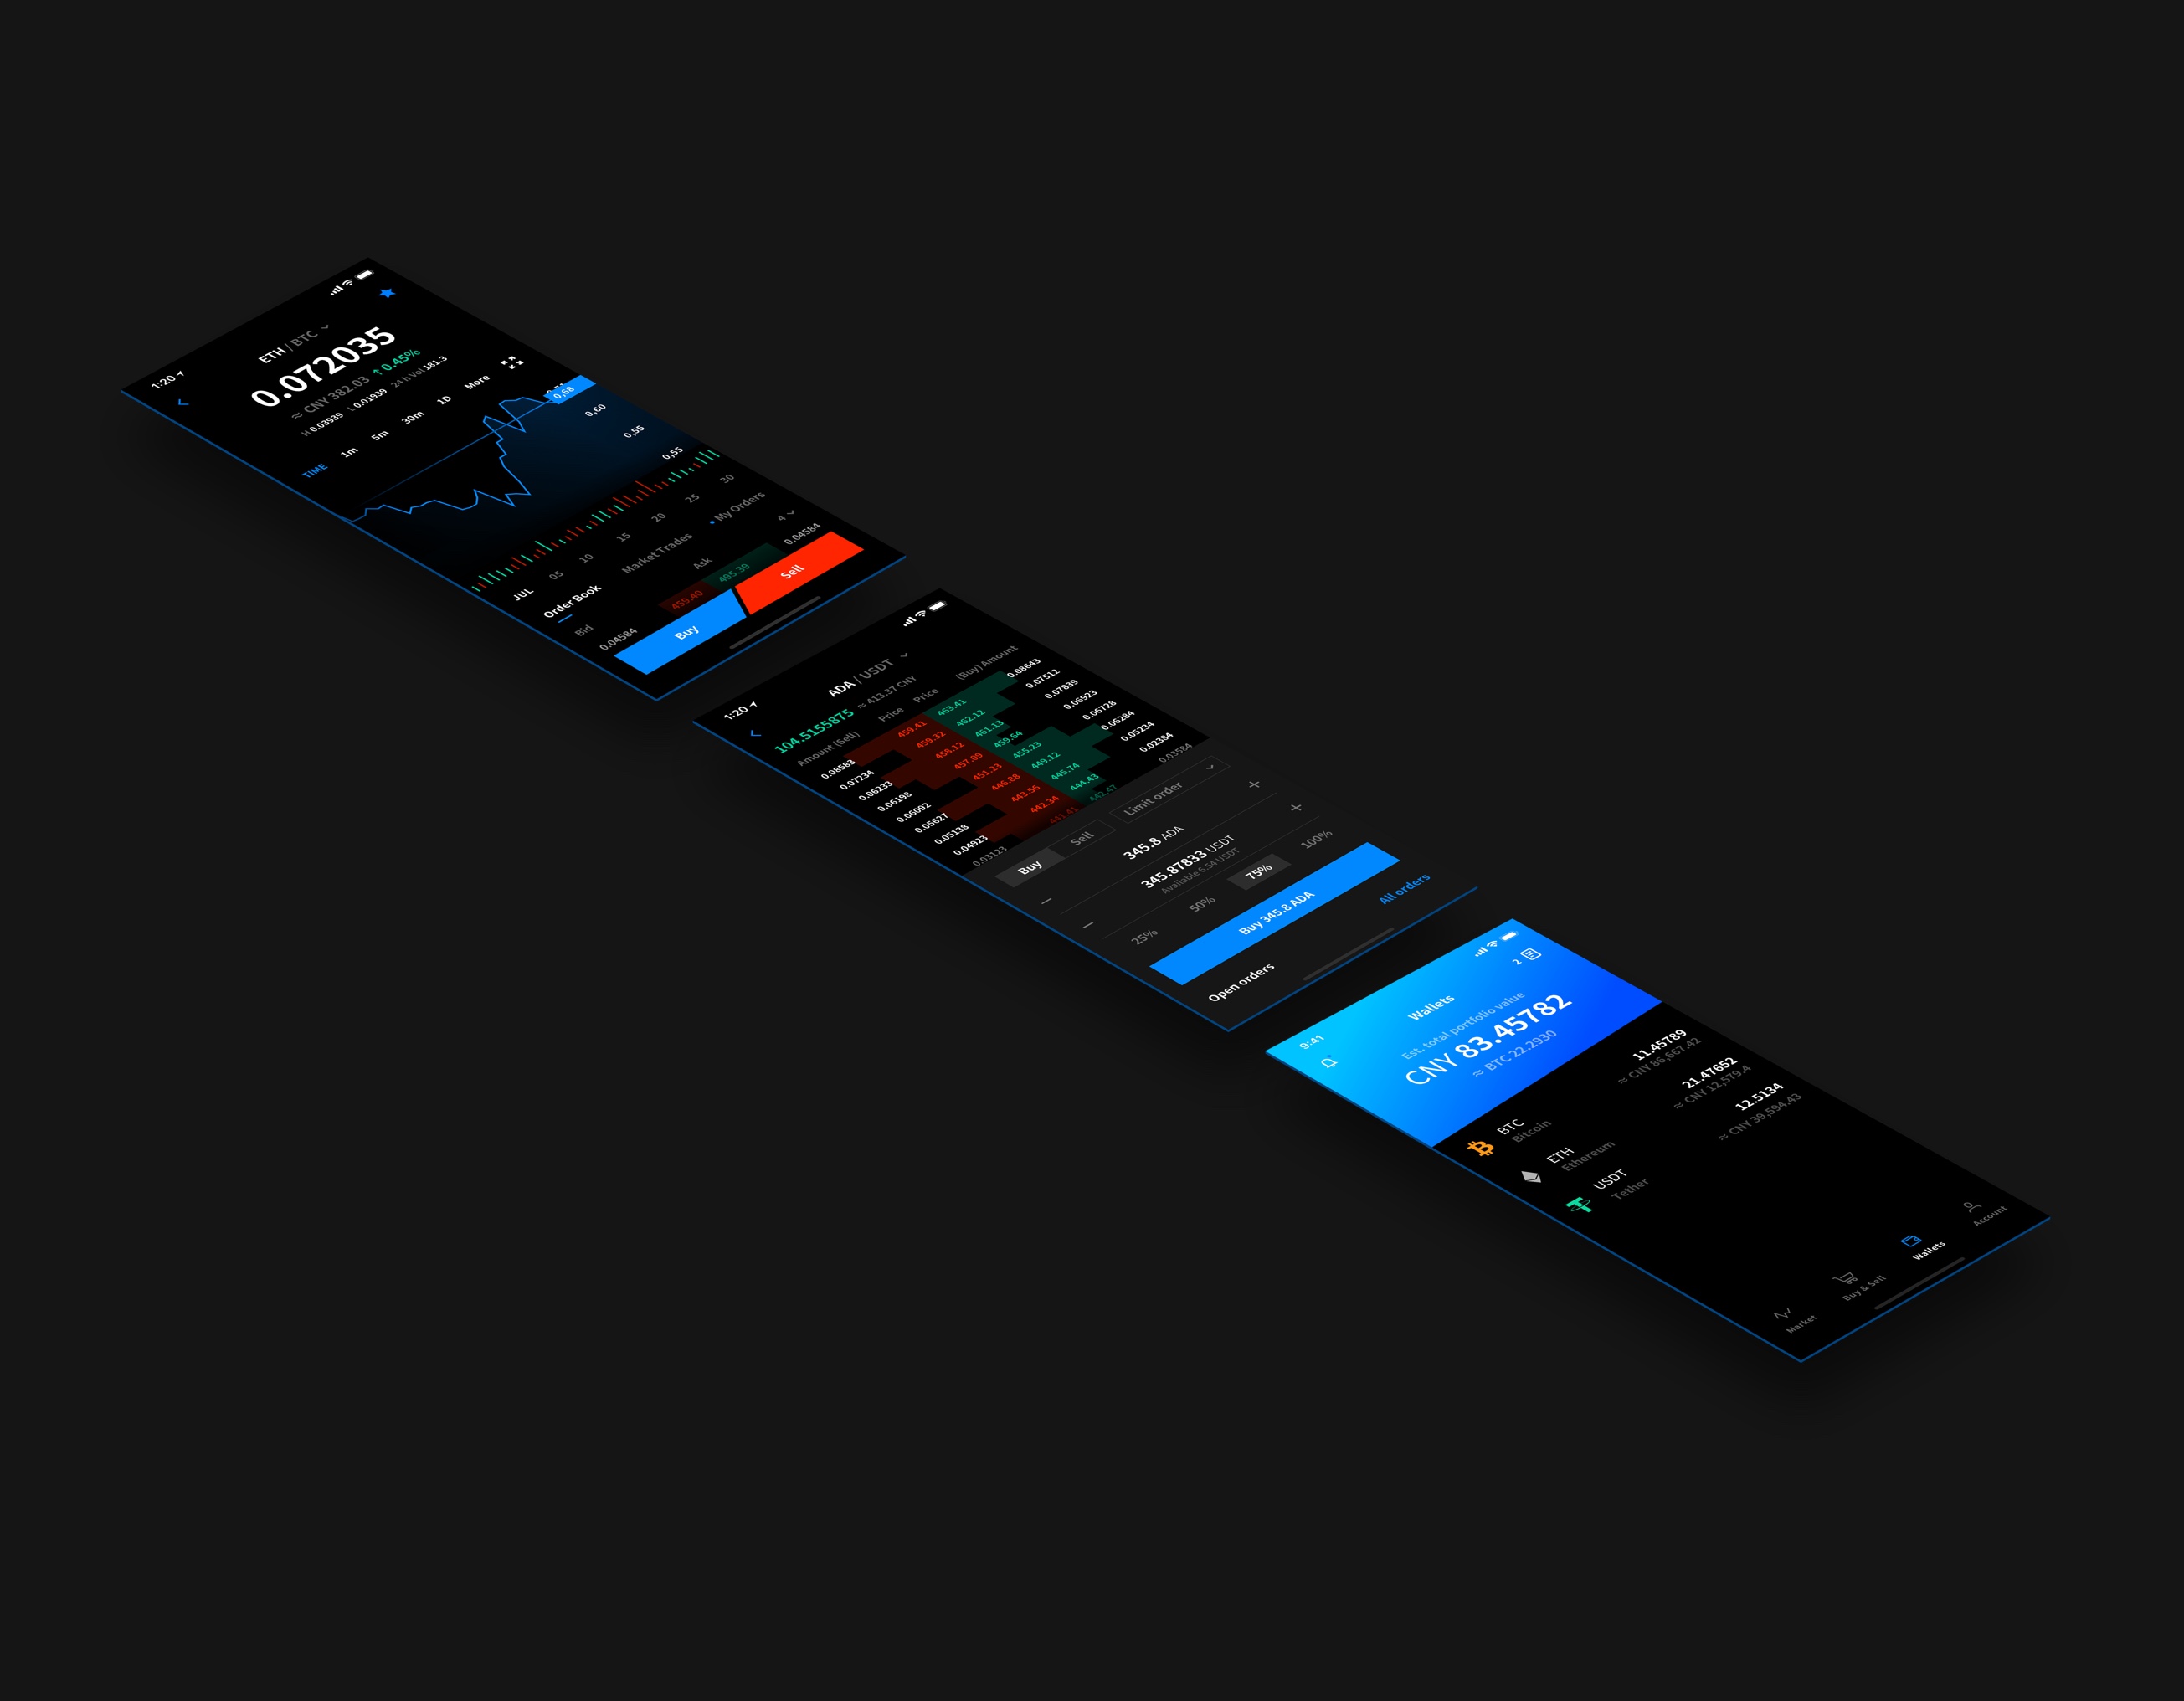 1:20
ETH / BTC
0.072035
≈ CNY 382.03 ↑ 0.45%
H 0.03939 L 0.01939 24 h Vol 181.3
TIME 1m 5m 30m 1D More
0,68
0,60
0,55
0,55
JUL 05 10 15 20 25 30
Order Book Market Trades My Orders
Bid Ask 4
0.04584 459.40 495.39 0.04584
Buy Sell
1:20
ADA / USDT
104.5155875 ≈ 413.37 CNY
Amount (Sell) Price Price (Buy) Amount
0.08583 459.41 463.41 0.08643
0.07234 459.32 462.12 0.07512
0.06233 458.12 461.13 0.07839
0.06198 457.09 459.64 0.06923
0.06092 451.23 455.23 0.06728
0.05627 446.88 449.12 0.06284
0.05138 443.56 445.74 0.05234
0.04923 442.34 444.43 0.02384
0.03123 441.41 442.47 0.03584
Buy Sell Limit order
345.8 ADA
345.87833 USDT
Available 6.54 USDT
25% 50% 75% 100%
Buy 345.8 ADA
Open orders All orders
9:41
2
Wallets
Est. total portfolio value
CNY 83.45782
≈ BTC 22.2930
BTC 11.45789
Bitcoin ≈ CNY 86,667.42
ETH 21.47652
Ethereum ≈ CNY 12,579.4
USDT 12.5134
Tether ≈ CNY 39,594.43
Market Buy & Sell Wallets Account